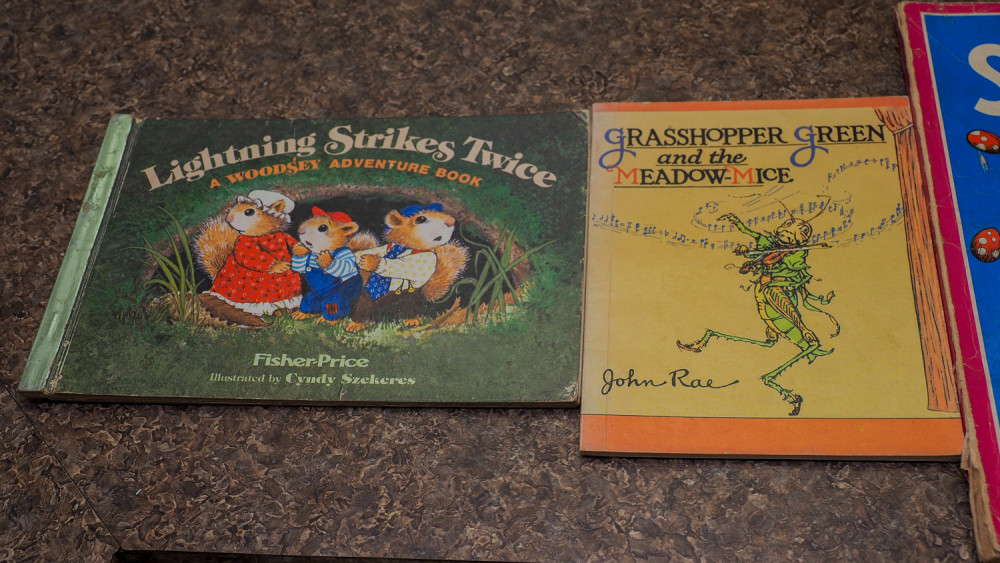 Lightning Strikes Twice
A WOODSEY ADVENTURE BOOK
Fisher-Price
Illustrated by Cyndy Szekeres
GRASSHOPPER GREEN
and the
MEADOW-MICE
John Rae
S